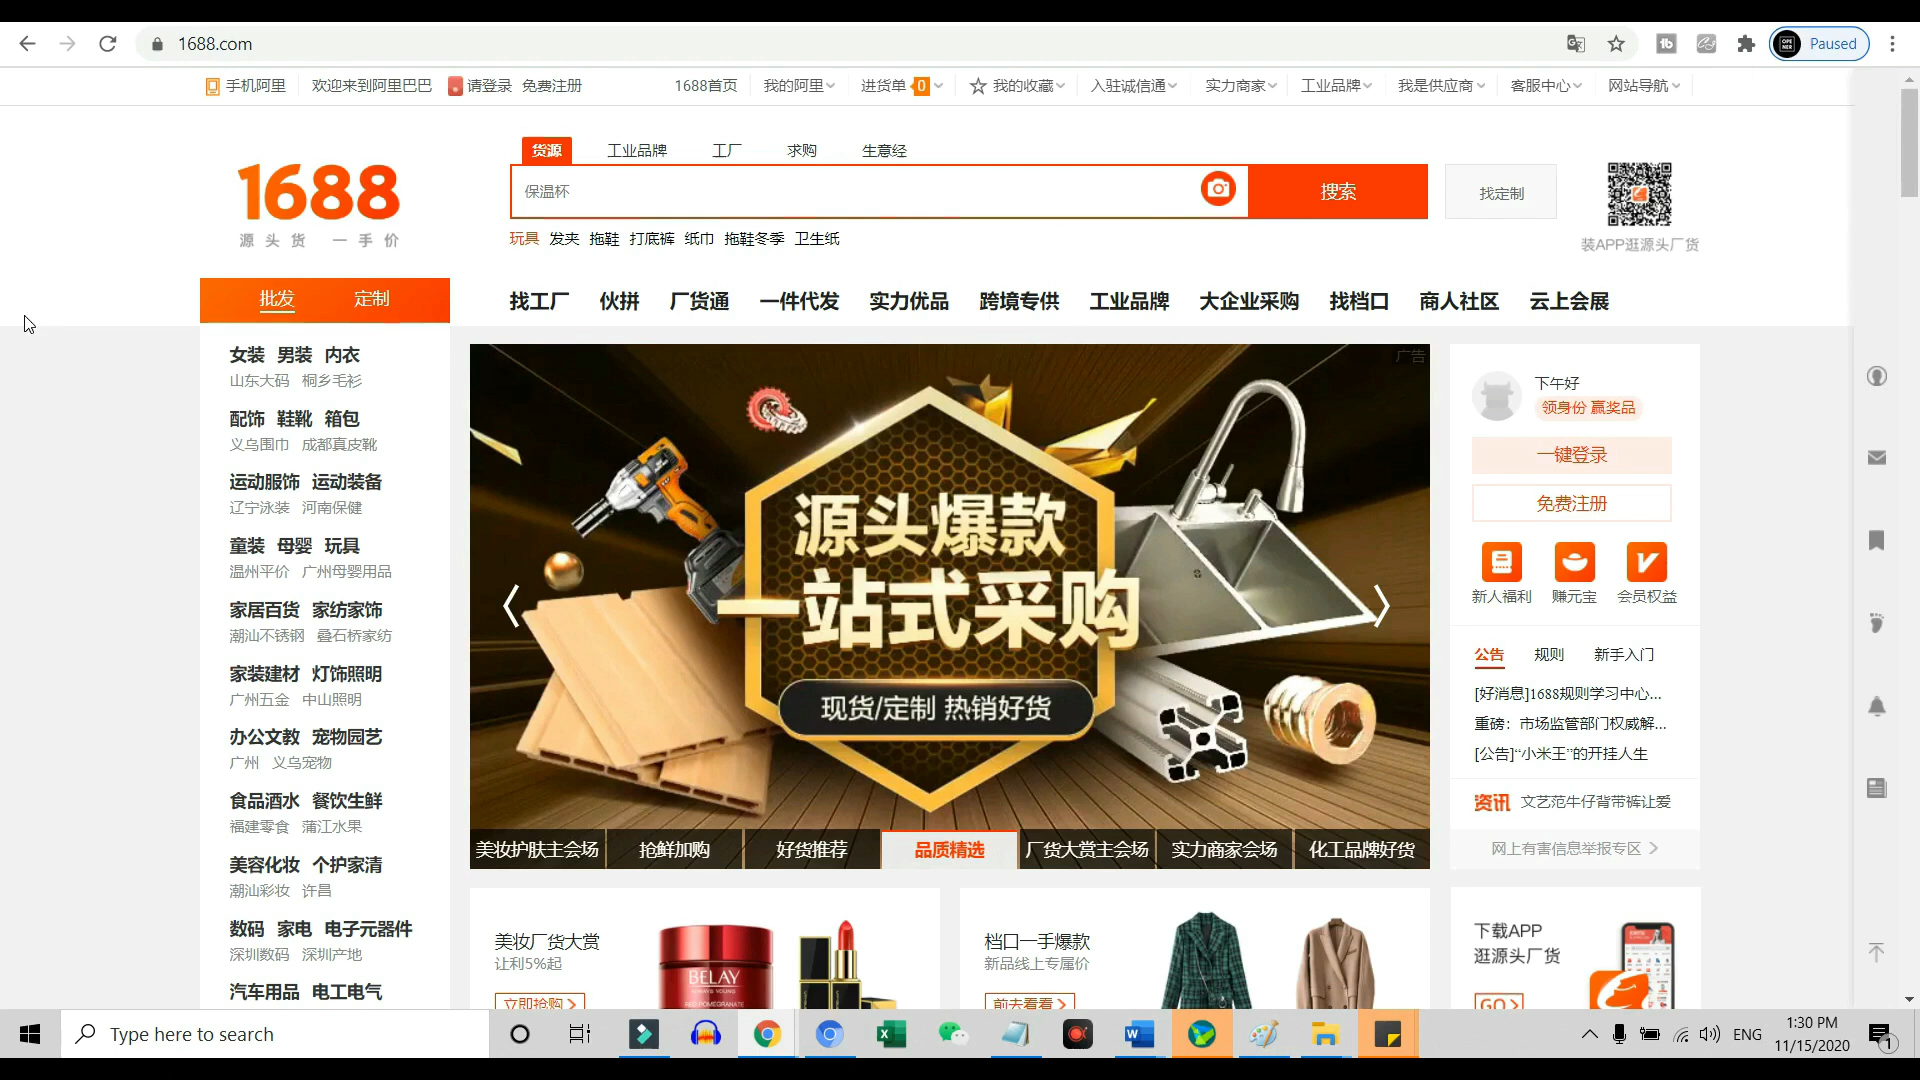 1688.com
Paused
手机阿里 欢迎来到阿里巴巴 请登录 免费注册 1688首页 我的阿里 进货单 0 我的收藏 入驻诚信通 实力商家 工业品牌 我是供应商 客服中心 网站导航
货源 工业品牌 工厂 求购 生意经
1688
源头货 一手价
保温杯
搜索
找定制
玩具 发夹 拖鞋 打底裤 纸巾 拖鞋冬季 卫生纸
装APP逛源头厂货
批发 定制
找工厂 伙拼 厂货通 一件代发 实力优品 跨境专供 工业品牌 大企业采购 找档口 商人社区 云上会展
女装 男装 内衣
山东大码 桐乡毛衫
配饰 鞋靴 箱包
义乌围巾 成都真皮靴
运动服饰 运动装备
辽宁泳装 河南保健
童装 母婴 玩具
温州平价 广州母婴用品
家居百货 家纺家饰
潮汕不锈钢 叠石桥家纺
家装建材 灯饰照明
广州五金 中山照明
办公文教 宠物园艺
广州 义乌宠物
食品酒水 餐饮生鲜
福建零食 蒲江水果
美容化妆 个护家清
潮汕彩妆 许昌
数码 家电 电子元器件
深圳数码 深圳产地
汽车用品 电工电气
广告
源头爆款
一站式采购
现货/定制 热销好货
美妆护肤主会场 抢鲜加购 好货推荐 品质精选 厂货大赏主会场 实力商家会场 化工品牌好货
下午好
领身份 赢奖品
一键登录
免费注册
新人福利 赚元宝 会员权益
公告 规则 新手入门
[好消息]1688规则学习中心...
重磅：市场监管部门权威解...
[公告]“小米王”的开挂人生
资讯 文艺范牛仔背带裤让爱
网上有害信息举报专区 >
美妆厂货大赏
让利5%起
立即抢购 >
BELAY
ALWAYS YOUNG
RED POMEGRANATE
档口一手爆款
新品线上专属价
前去看看 >
下载APP
逛源头厂货
GO >
Type here to search
ENG
1:30 PM
11/15/2020
1